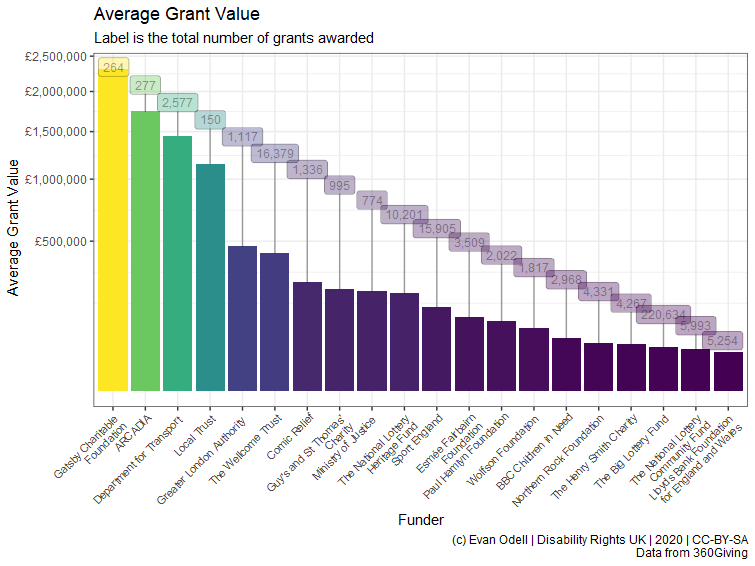 Average Grant Value
Label is the total number of grants awarded
£2,500,000
£2,000,000
£1,500,000
£1,000,000
£500,000
Average Grant Value
264
277
2,577
150
1,117
16,379
1,336
995
774
10,201
15,905
3,509
2,022
1,817
2,968
4,331
4,267
220,634
5,993
5,254
Gatsby Charitable
Foundation
ARCADIA
Department for Transport
Local Trust
Greater London Authority
The Wellcome Trust
Comic Relief
Guy's and St Thomas'
Charity
Ministry of Justice
The National Lottery
Heritage Fund
Sport England
Esmée Fairbairn
Foundation
Paul Hamlyn Foundation
Wolfson Foundation
BBC Children in Need
Northern Rock Foundation
The Henry Smith Charity
The Big Lottery Fund
The National Lottery
Community Fund
Lloyd's Bank Foundation
for England and Wales
Funder
(c) Evan Odell | Disability Rights UK | 2020 | CC-BY-SA
Data from 360Giving